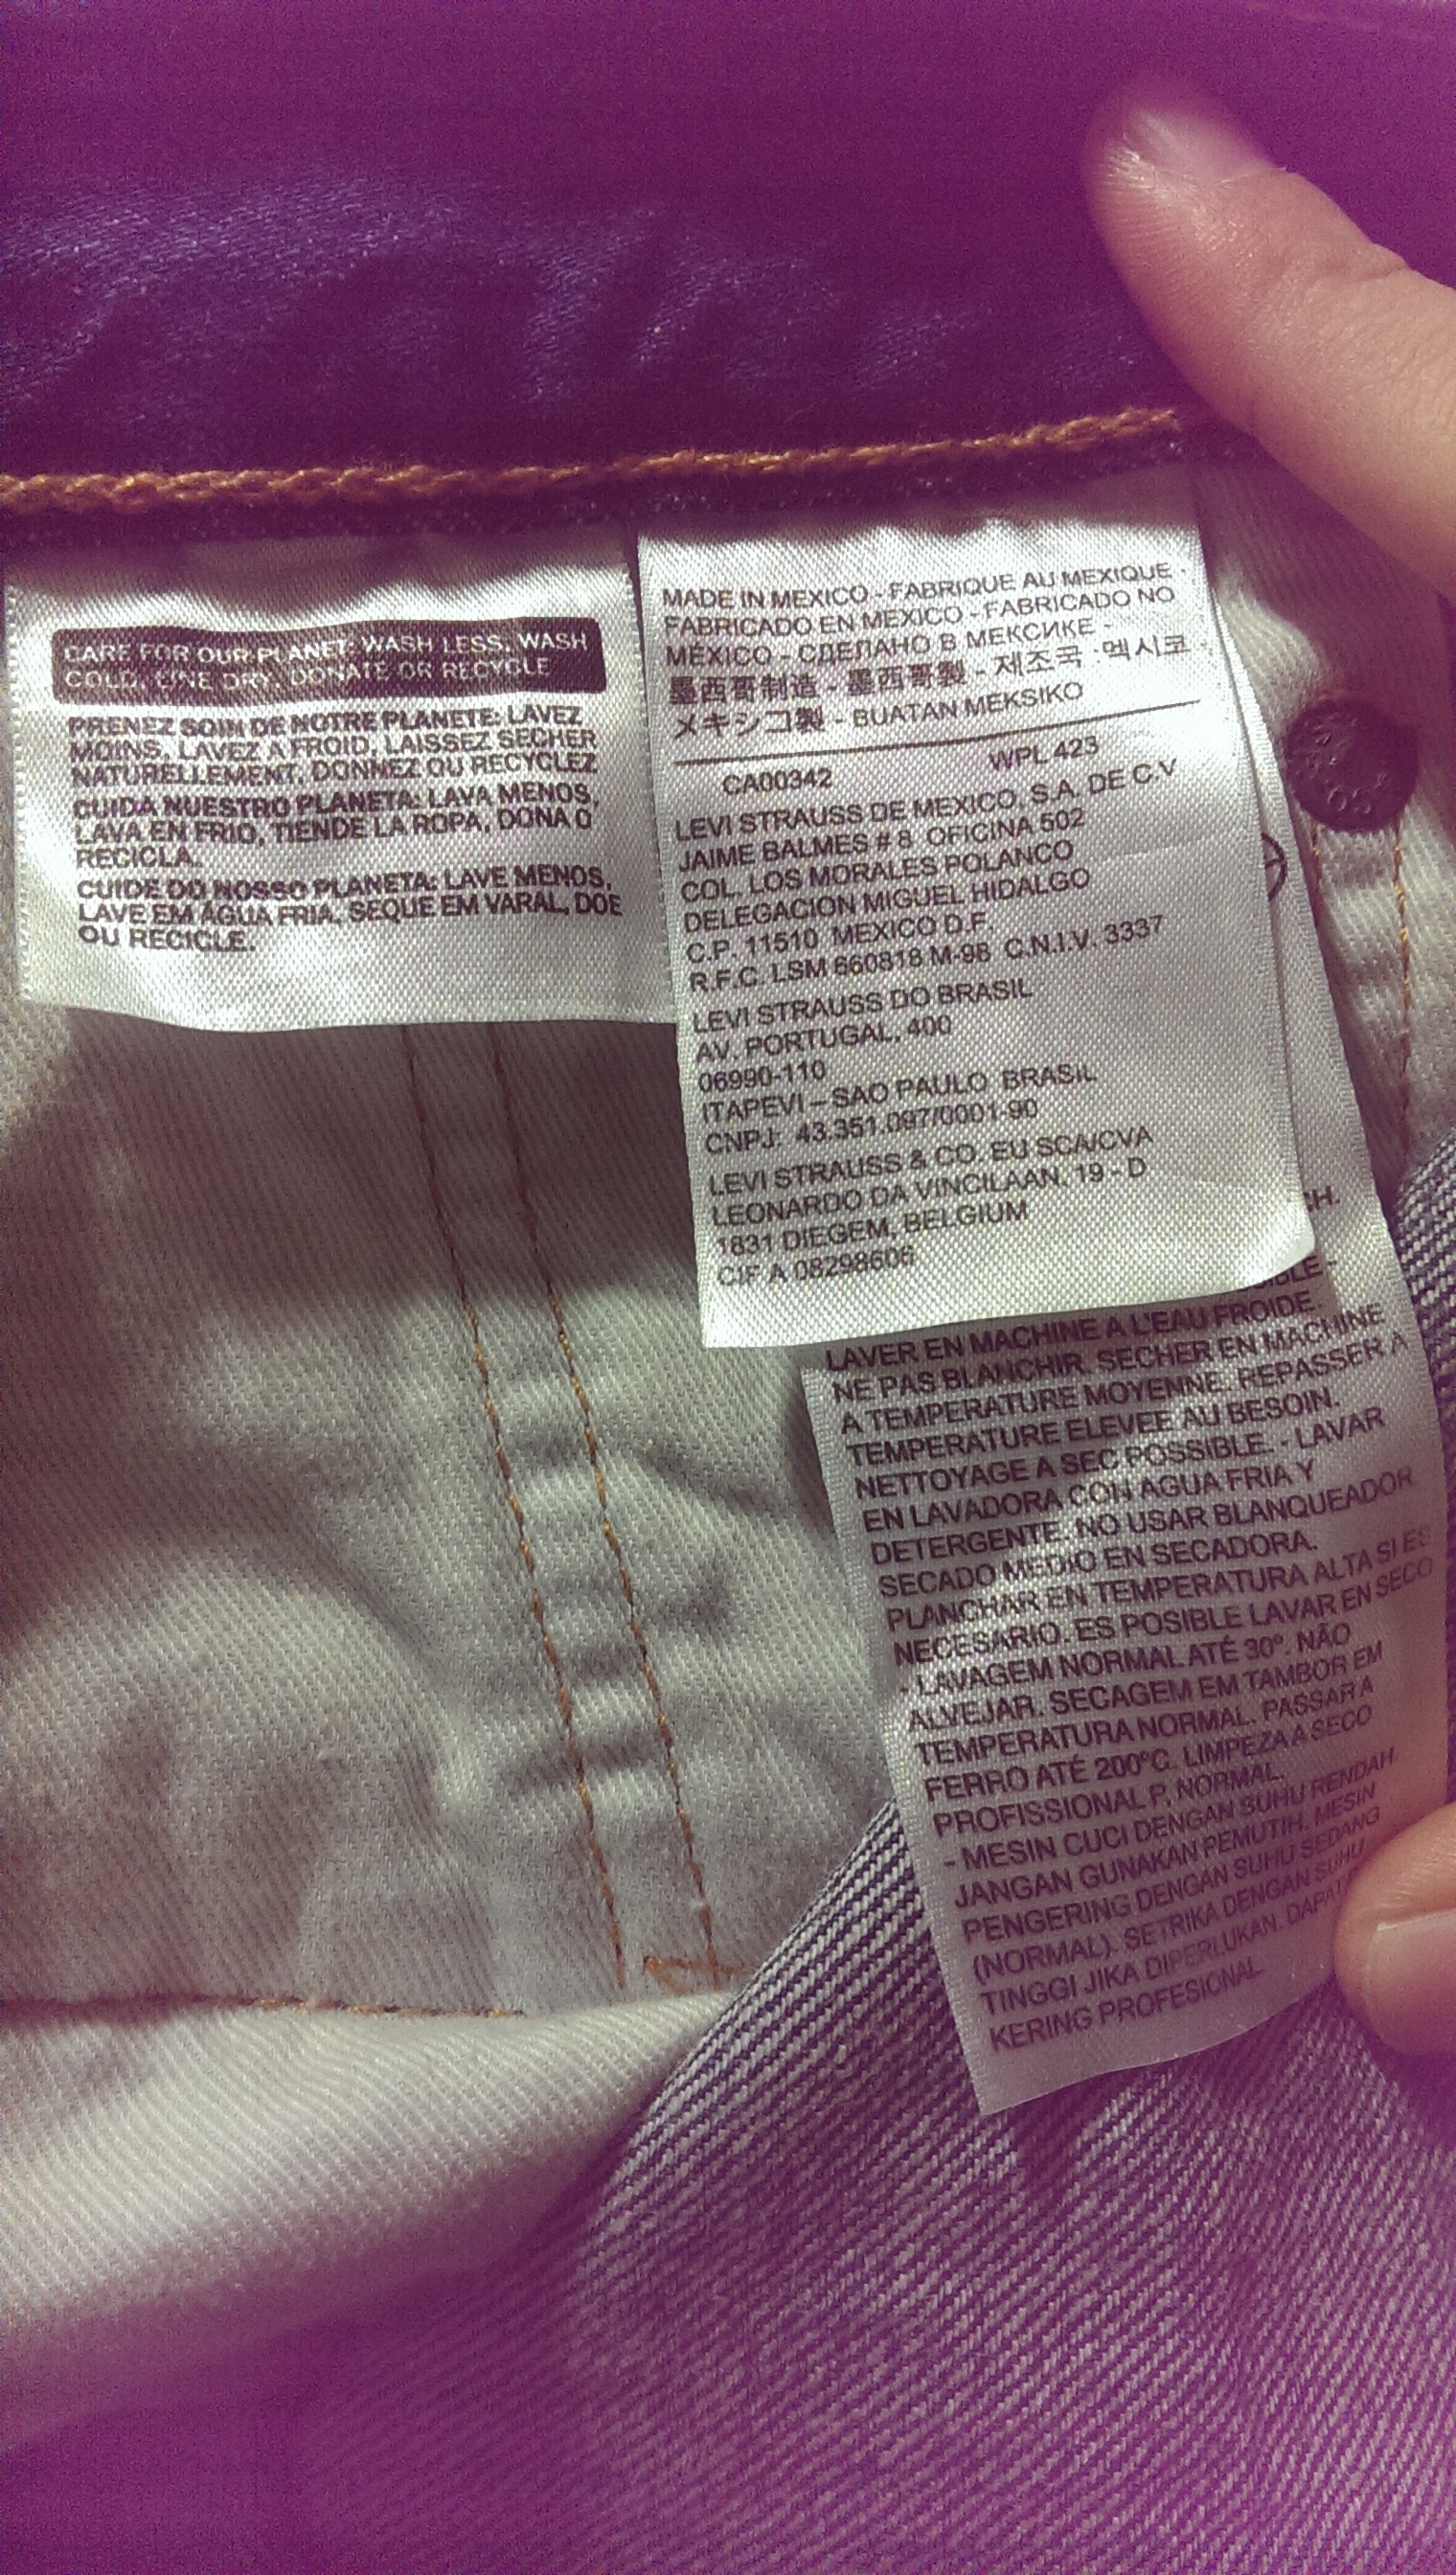 CARE FOR OUR PLANET: WASH LESS, WASH
COLD, LINE DRY, DONATE OR RECYCLE
PRENEZ SOIN DE NOTRE PLANETE: LAVEZ
MOINS, LAVEZ A FROID, LAISSEZ SECHER
NATURELLEMENT, DONNEZ OU RECYCLEZ
CUIDA NUESTRO PLANETA: LAVA MENOS,
LAVA EN FRIO, TIENDE LA ROPA, DONA O
RECICLA.
CUIDE DO NOSSO PLANETA: LAVE MENOS,
LAVE EM ÁGUA FRIA, SEQUE EM VARAL, DOE
OU RECICLE.
MADE IN MEXICO - FABRIQUE AU MEXIQUE -
FABRICADO EN MEXICO - FABRICADO NO
MÉXICO - СДЕЛАНО В МЕКСИКЕ -
墨西哥制造 - 墨西哥製 - 제조국 :멕시코 -
メキシコ製 - BUATAN MEKSIKO
CA00342 WPL 423
LEVI STRAUSS DE MEXICO, S.A. DE C.V
JAIME BALMES # 8 OFICINA 502
COL. LOS MORALES POLANCO
DELEGACION MIGUEL HIDALGO
C.P. 11510 MEXICO D.F.
R.F.C. LSM 660818 M-98 C.N.I.V. 3337
LEVI STRAUSS DO BRASIL
AV. PORTUGAL, 400
06990-110
ITAPEVI – SAO PAULO BRASIL
CNPJ: 43.351.097/0001-90
LEVI STRAUSS & CO. EU SCA/CVA
LEONARDO DA VINCILAAN, 19 - D
1831 DIEGEM, BELGIUM
CIF A 08298606
CH.
IBLE -
LAVER EN MACHINE A L'EAU FROIDE.
NE PAS BLANCHIR. SECHER EN MACHINE
A TEMPERATURE MOYENNE. REPASSER A
TEMPERATURE ELEVEE AU BESOIN.
NETTOYAGE A SEC POSSIBLE. - LAVAR
EN LAVADORA CON AGUA FRIA Y
DETERGENTE. NO USAR BLANQUEADOR
SECADO MEDIO EN SECADORA.
PLANCHAR EN TEMPERATURA ALTA SI ES
NECESARIO. ES POSIBLE LAVAR EN SECO
- LAVAGEM NORMAL ATÉ 30º. NÃO
ALVEJAR. SECAGEM EM TAMBOR EM
TEMPERATURA NORMAL. PASSAR A
FERRO ATÉ 200ºC. LIMPEZA A SECO
PROFISSIONAL P, NORMAL.
- MESIN CUCI DENGAN SUHU RENDAH.
JANGAN GUNAKAN PEMUTIH. MESIN
PENGERING DENGAN SUHU SEDANG
(NORMAL). SETRIKA DENGAN SUHU
TINGGI JIKA DIPERLUKAN. DAPAT
KERING PROFESIONAL